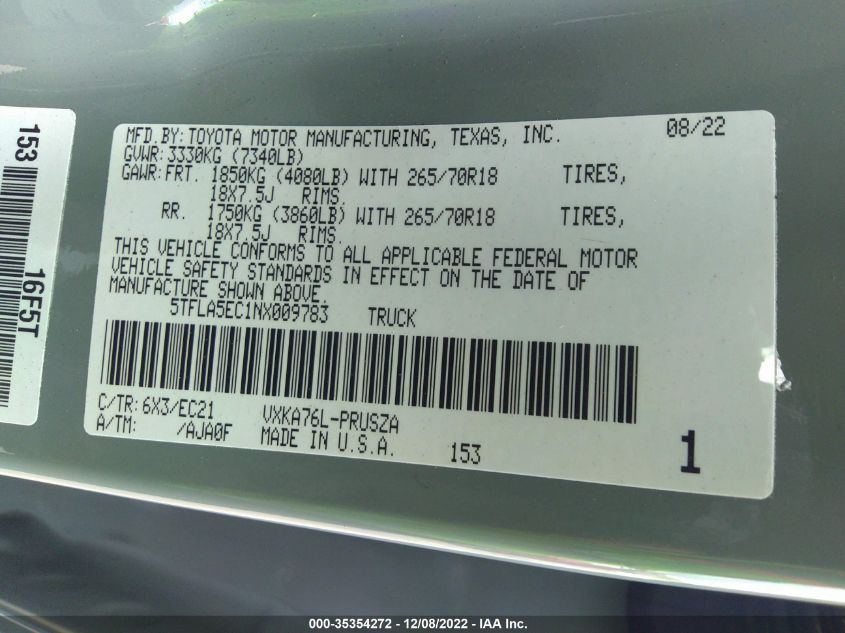 153
16F5T
MFD.BY:TOYOTA MOTOR MANUFACTURING, TEXAS, INC. 08/22
GVWR:3330KG (7340LB)
GAWR:FRT. 1850KG (4080LB) WITH 265/70R18 TIRES,
18X7.5J RIMS.
RR. 1750KG (3860LB) WITH 265/70R18 TIRES,
18X7.5J RIMS.
THIS VEHICLE CONFORMS TO ALL APPLICABLE FEDERAL MOTOR
VEHICLE SAFETY STANDARDS IN EFFECT ON THE DATE OF
MANUFACTURE SHOWN ABOVE.
5TFLA5EC1NX009783 TRUCK
C/TR:6X3/EC21 VXKA76L-PRUSZA
A/TM: /AJA0F MADE IN U.S.A. 153 1
000-35354272 - 12/08/2022 - IAA Inc.